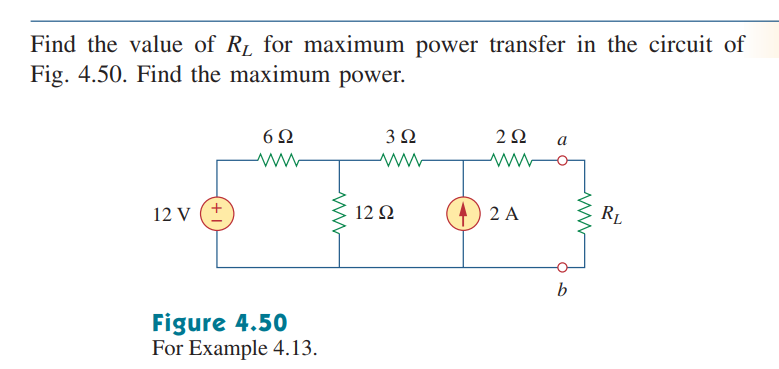 Find the value of R_L for maximum power transfer in the circuit of
Fig. 4.50. Find the maximum power.
6 Ω 3 Ω 2 Ω a
12 V + − 12 Ω 2 A R_L
b
Figure 4.50
For Example 4.13.